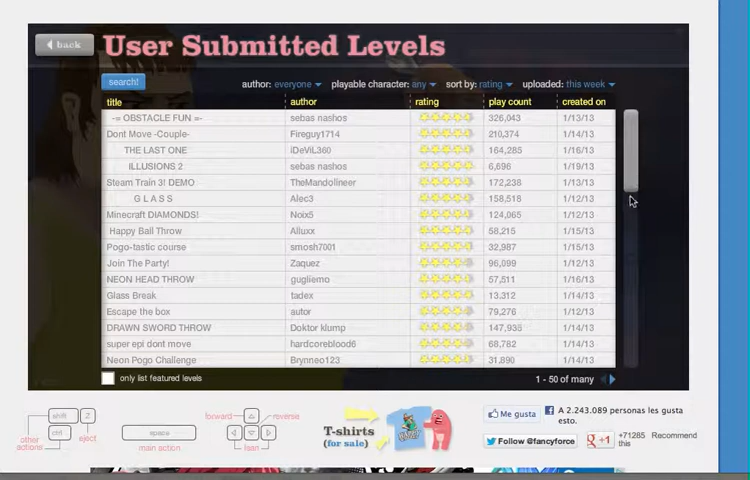 back
User Submitted Levels
search!
author: everyone playable character: any sort by: rating uploaded: this week
title author rating play count created on
-= OBSTACLE FUN =- sebas nashos 326,043 1/13/13
Dont Move -Couple- Fireguy1714 210,374 1/14/13
THE LAST ONE iDeViL360 164,285 1/16/13
ILLUSIONS 2 sebas nashos 6,696 1/19/13
Steam Train 3! DEMO TheMandolineer 172,238 1/13/13
G L A S S Alec3 158,518 1/12/13
Minecraft DIAMONDS! Noix5 124,065 1/12/13
Happy Ball Throw Alluxx 58,215 1/15/13
Pogo-tastic course smosh7001 32,987 1/15/13
Join The Party! Zaquez 96,099 1/12/13
NEON HEAD THROW gugliemo 57,511 1/16/13
Glass Break tadex 13,312 1/14/13
Escape the box autor 79,276 1/12/13
DRAWN SWORD THROW Doktor klump 147,935 1/14/13
super epi dont move hardcoreblood6 68,762 1/14/13
Neon Pogo Challenge Brynneo123 31,890 1/14/13
only list featured levels 1 - 50 of many
shift Z
ctrl
other actions
eject
space
main action
forward reverse
lean
T-shirts
(for sale)
Me gusta A 2.243.089 personas les gusta
esto.
Follow @fancyforce +1 +71285 Recommend
this